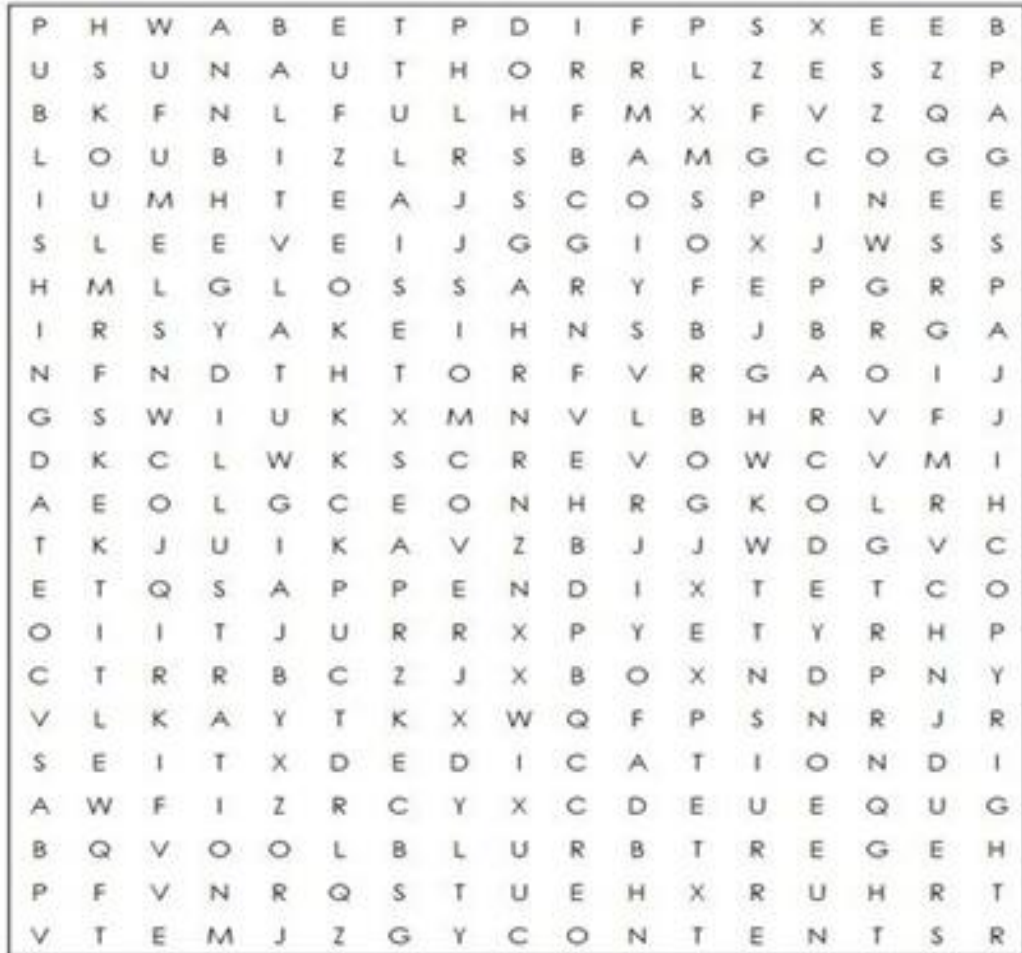 P H W A B E T P D I F P S X E E B
U S U N A U T H O R R L Z E S Z P
B K F N L F U L H F M X F V Z Q A
L O U B I Z L R S B A M G C O G G
I U M H T E A J S C O S P I N E E
S L E E V E I J G G I O X J W S S
H M L G L O S S A R Y F E P G R P
I R S Y A K E I H N S B J B R G A
N F N D T H T O R F V R G A O I J
G S W I U K X M N V L B H R V F J
D K C L W K S C R E V O W C V M I
A E O L G C E O N H R G K O L R H
T K J U I K A V Z B J J W D G V C
E T Q S A P P E N D I X T E T C O
O I I T J U R R X P Y E T Y R H P
C T R R B C Z J X B O X N D P N Y
V L K A Y T K X W Q F P S N R J R
S E I T X D E D I C A T I O N D I
A W F I Z R C Y X C D E U E Q U G
B Q V O O L B L U R B T R E G E H
P F V N R Q S T U E H X R U H R T
V T E M J Z G Y C O N T E N T S R